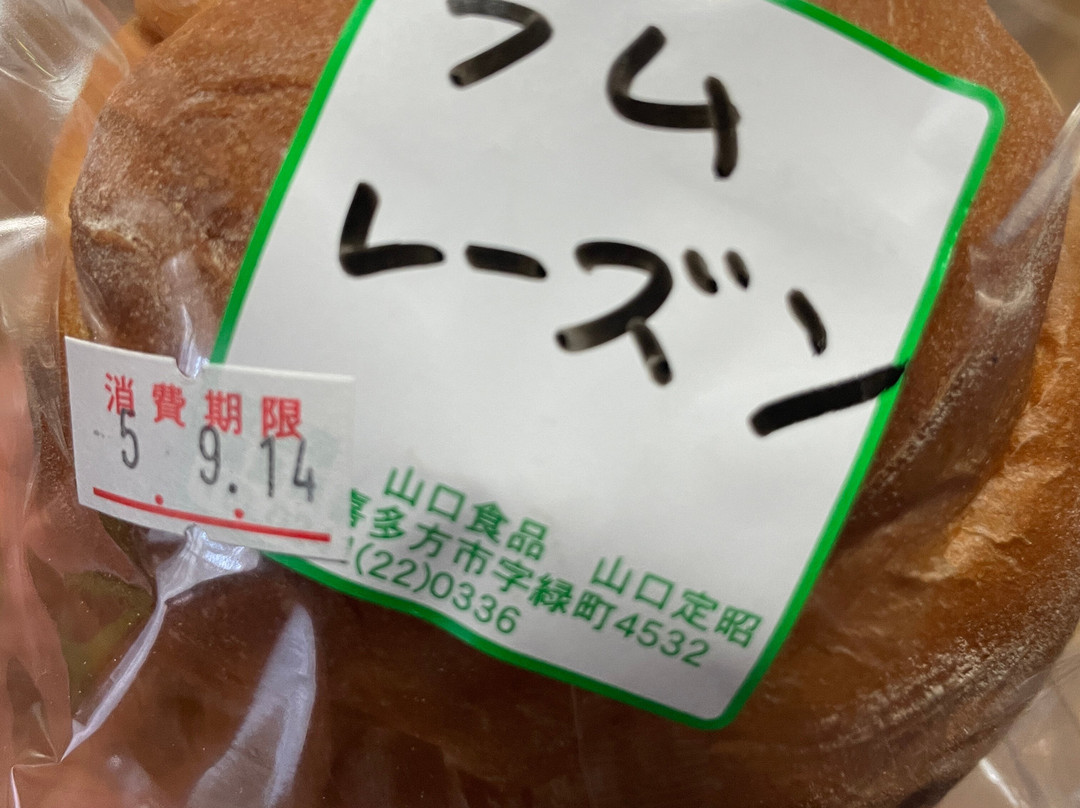 ラム
レーズン
消費期限
5.9.14
山口食品 山口定昭
喜多方市字緑町4532
(22)0336